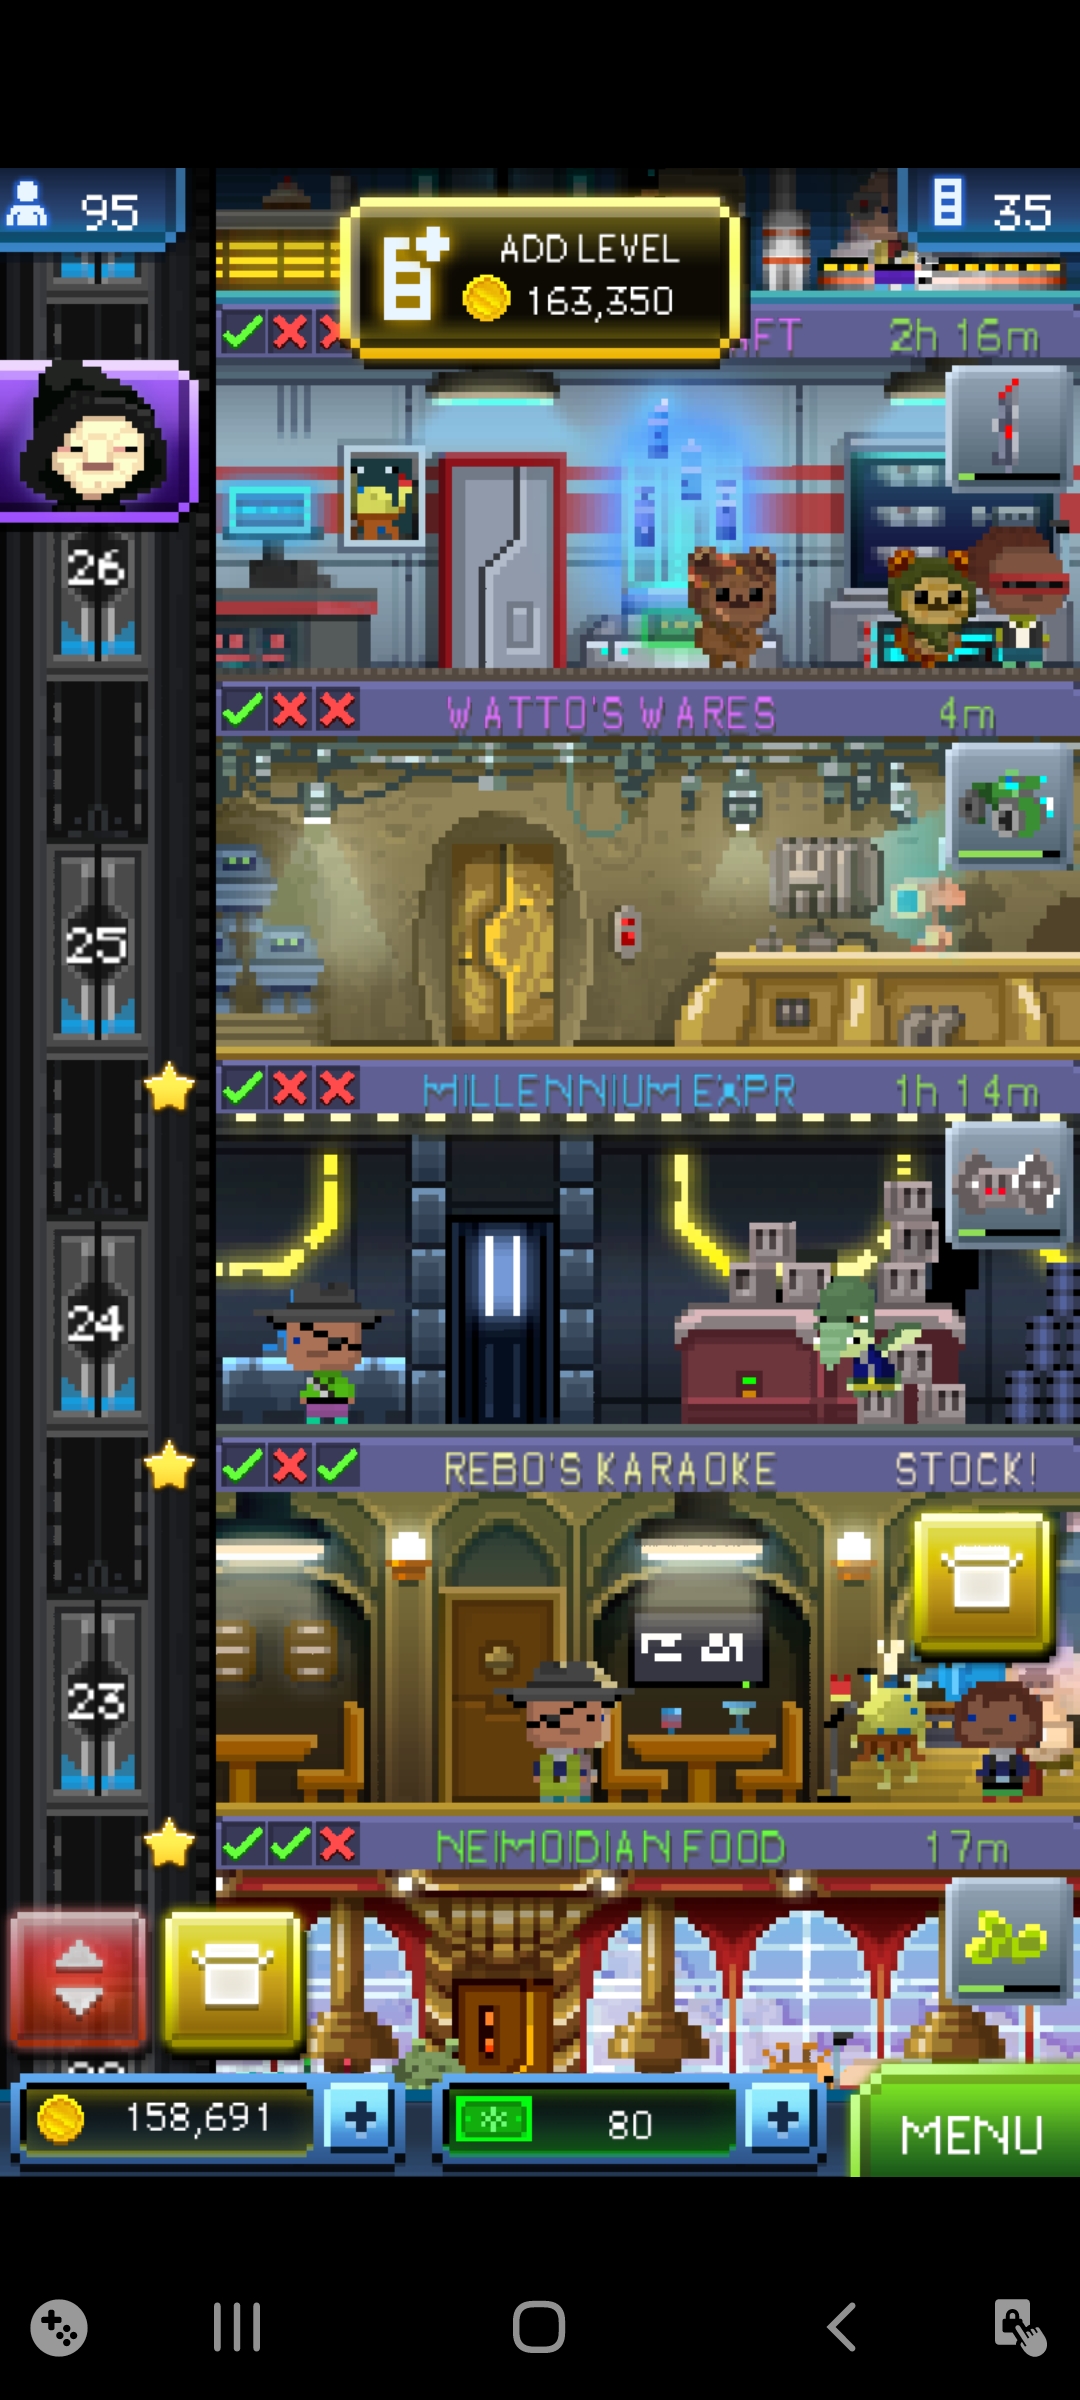 95
ADD LEVEL
163,350
35
AFT 2h 16m
26
WATTO'S WARES 4m
25
MILLENNIUM EXPR 1h 14m
24
REBO'S KARAOKE STOCK!
23
NEIMOIDIAN FOOD 17m
158,691
80
MENU